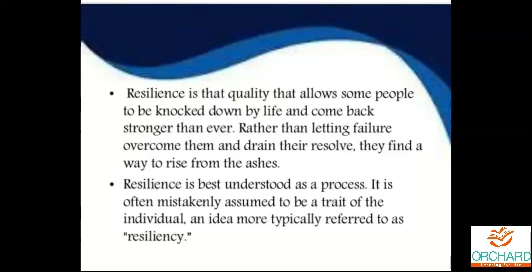 • Resilience is that quality that allows some people
to be knocked down by life and come back
stronger than ever. Rather than letting failure
overcome them and drain their resolve, they find a
way to rise from the ashes.
• Resilience is best understood as a process. It is
often mistakenly assumed to be a trait of the
individual, an idea more typically referred to as
"resiliency."
ORCHARD